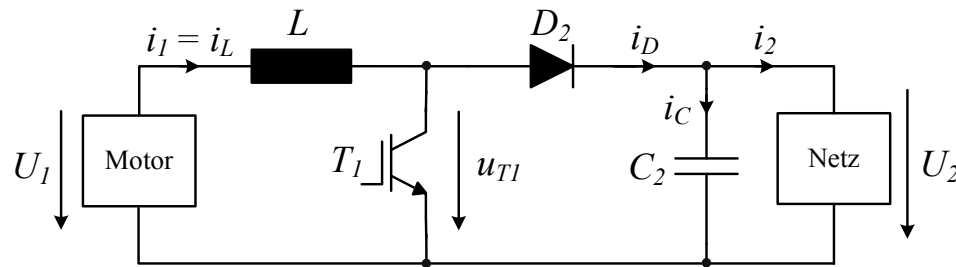 i1 = iL
L
D2
iD
i2
iC
U1
Motor
T1
uT1
C2
Netz
U2